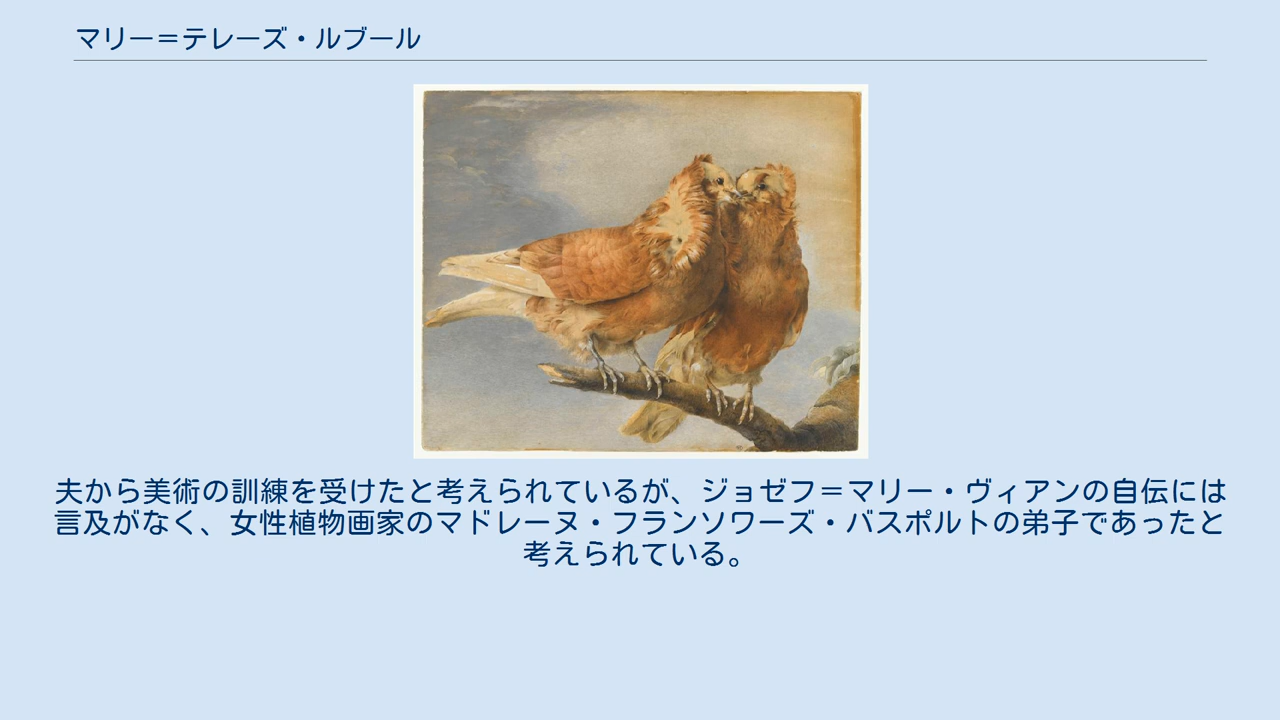 マリー＝テレーズ・ルブール
夫から美術の訓練を受けたと考えられているが、ジョゼフ＝マリー・ヴィアンの自伝には
言及がなく、女性植物画家のマドレーヌ・フランソワーズ・バスポルトの弟子であったと
考えられている。